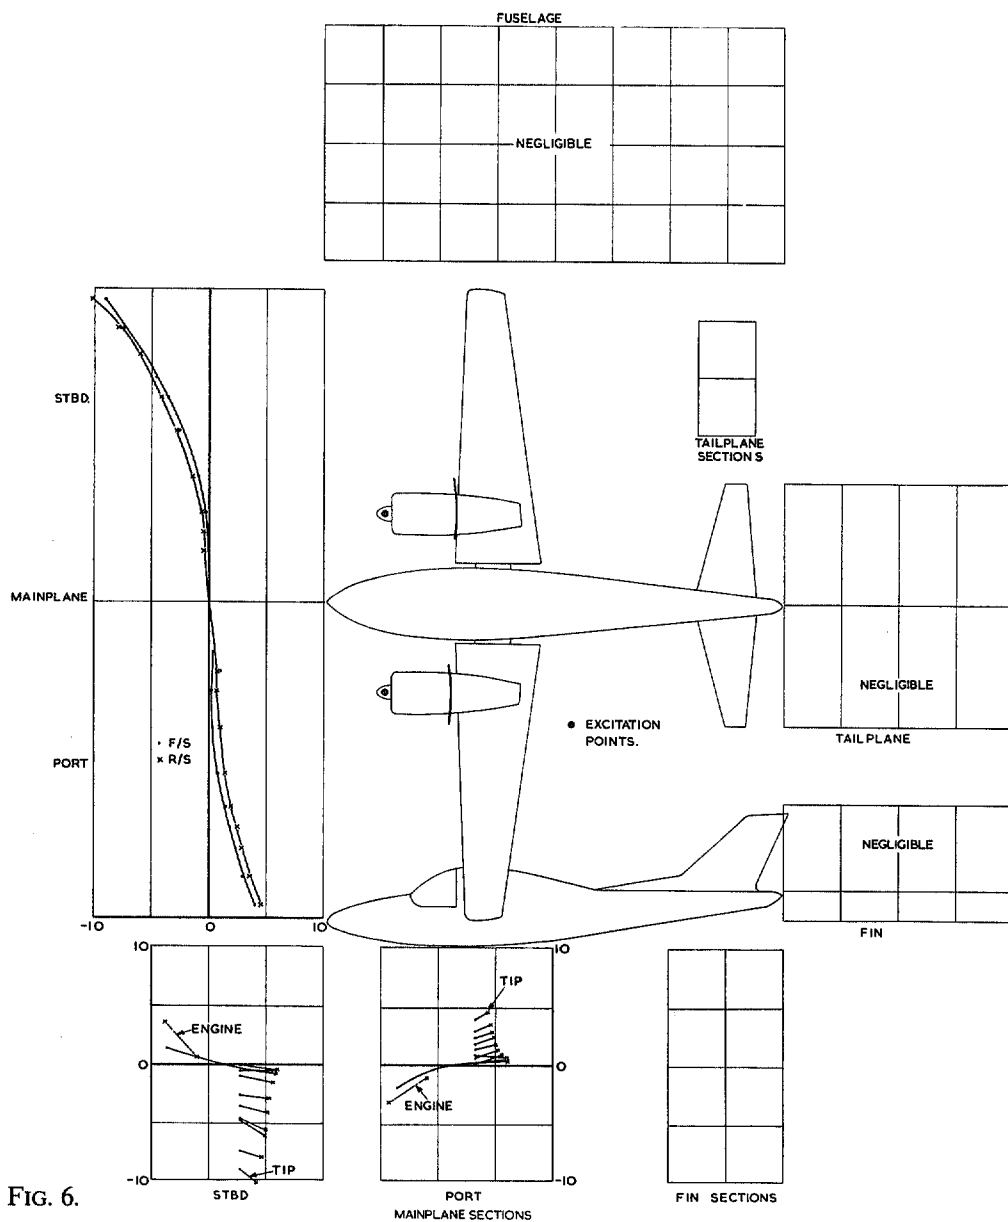 FUSELAGE
NEGLIGIBLE
STBD.
TAILPLANE
SECTIONS
MAINPLANE
NEGLIGIBLE
• EXCITATION
POINTS.
TAILPLANE
• F/S
× R/S
PORT
NEGLIGIBLE
-10 0 10
FIN
10 10
TIP
ENGINE
0 0
ENGINE
TIP
-10 -10
STBD PORT FIN SECTIONS
MAINPLANE SECTIONS
FIG. 6.